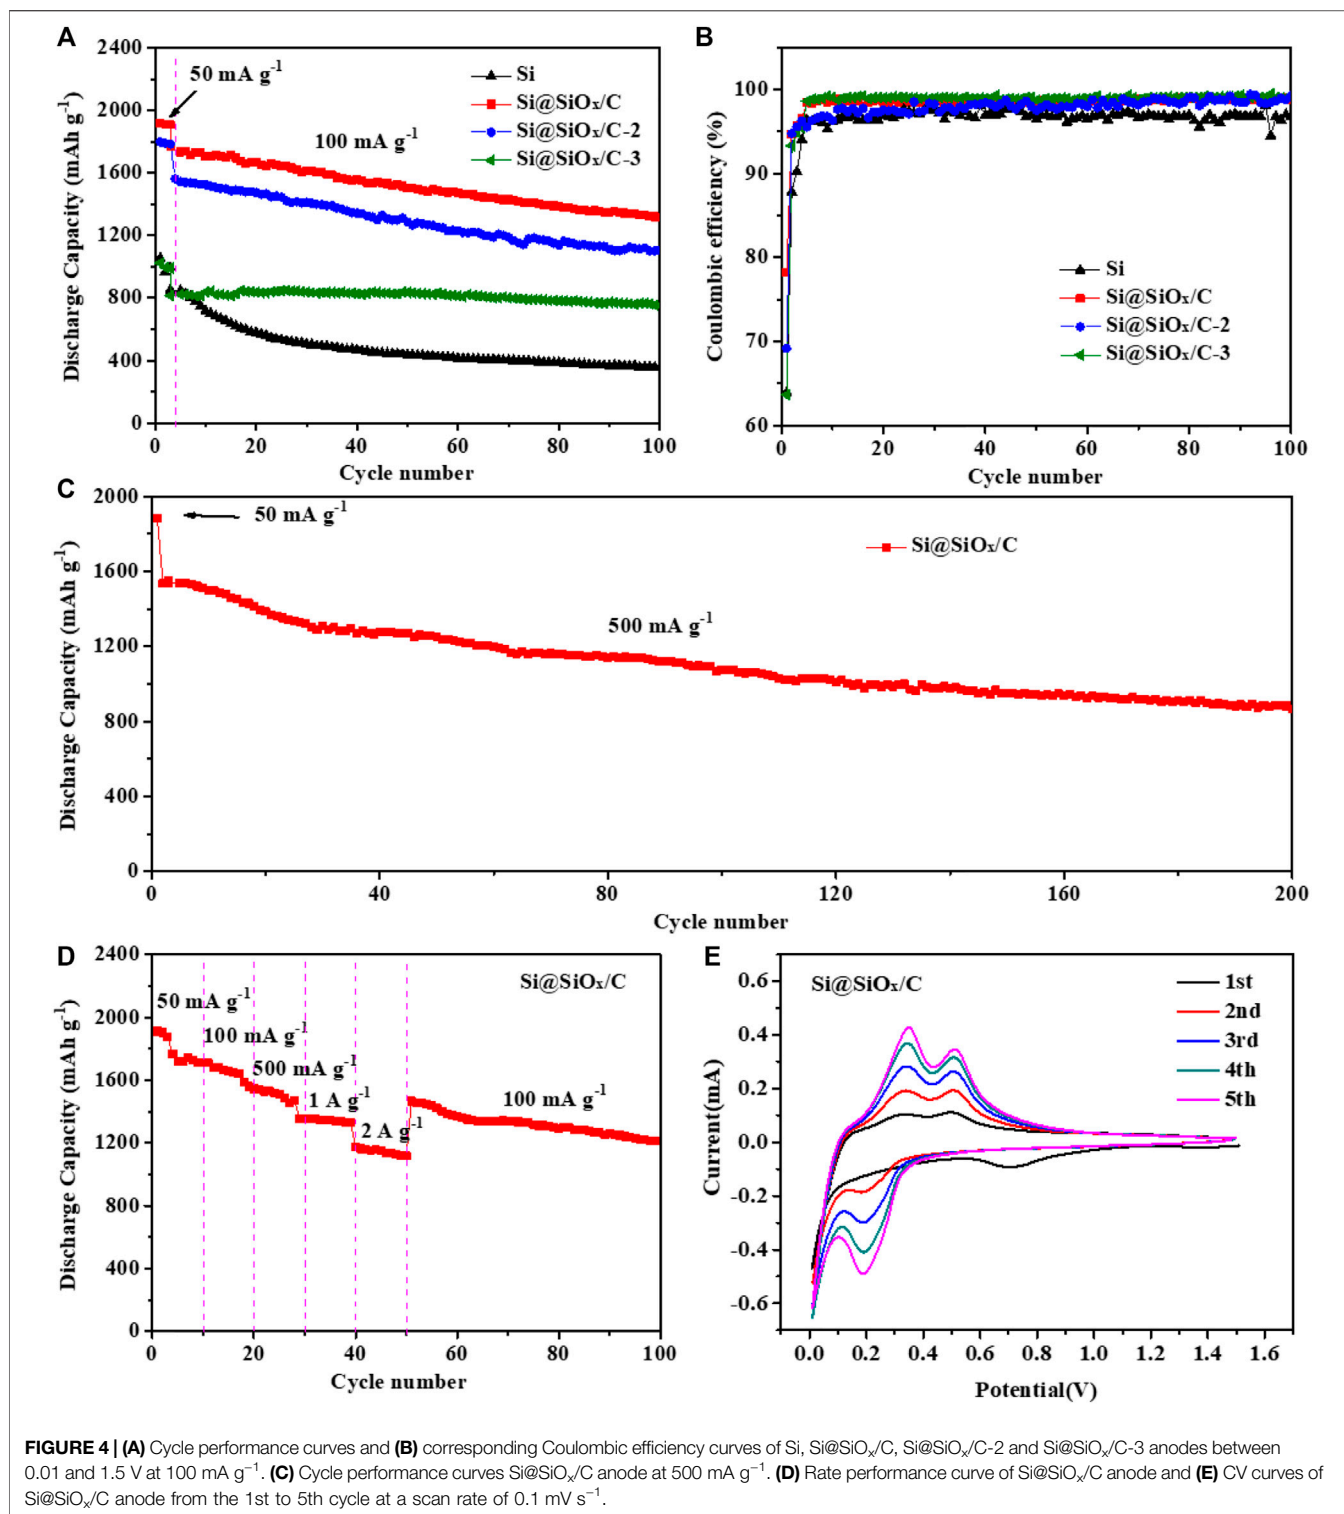 A
2400
2000
1600
1200
800
400
0
Discharge Capacity (mAh g⁻¹)
50 mA g⁻¹
100 mA g⁻¹
Si
Si@SiOₓ/C
Si@SiOₓ/C-2
Si@SiOₓ/C-3
0 20 40 60 80 100
Cycle number
B
100
90
80
70
60
Coulombic efficiency (%)
Si
Si@SiOₓ/C
Si@SiOₓ/C-2
Si@SiOₓ/C-3
0 20 40 60 80 100
Cycle number
C
2000
1600
1200
800
400
0
Discharge Capacity (mAh g⁻¹)
50 mA g⁻¹
Si@SiOₓ/C
500 mA g⁻¹
0 40 80 120 160 200
Cycle number
D
2400
2000
1600
1200
800
400
0
Discharge Capacity (mAh g⁻¹)
Si@SiOₓ/C
50 mA g⁻¹
100 mA g⁻¹
500 mA g⁻¹
1 A g⁻¹
2 A g⁻¹
100 mA g⁻¹
0 20 40 60 80 100
Cycle number
E
0.6
0.4
0.2
0.0
-0.2
-0.4
-0.6
Current(mA)
Si@SiOₓ/C
1st
2nd
3rd
4th
5th
0.0 0.2 0.4 0.6 0.8 1.0 1.2 1.4 1.6
Potential(V)
FIGURE 4 | (A) Cycle performance curves and (B) corresponding Coulombic efficiency curves of Si, Si@SiOₓ/C, Si@SiOₓ/C-2 and Si@SiOₓ/C-3 anodes between
0.01 and 1.5 V at 100 mA g⁻¹. (C) Cycle performance curves Si@SiOₓ/C anode at 500 mA g⁻¹. (D) Rate performance curve of Si@SiOₓ/C anode and (E) CV curves of
Si@SiOₓ/C anode from the 1st to 5th cycle at a scan rate of 0.1 mV s⁻¹.